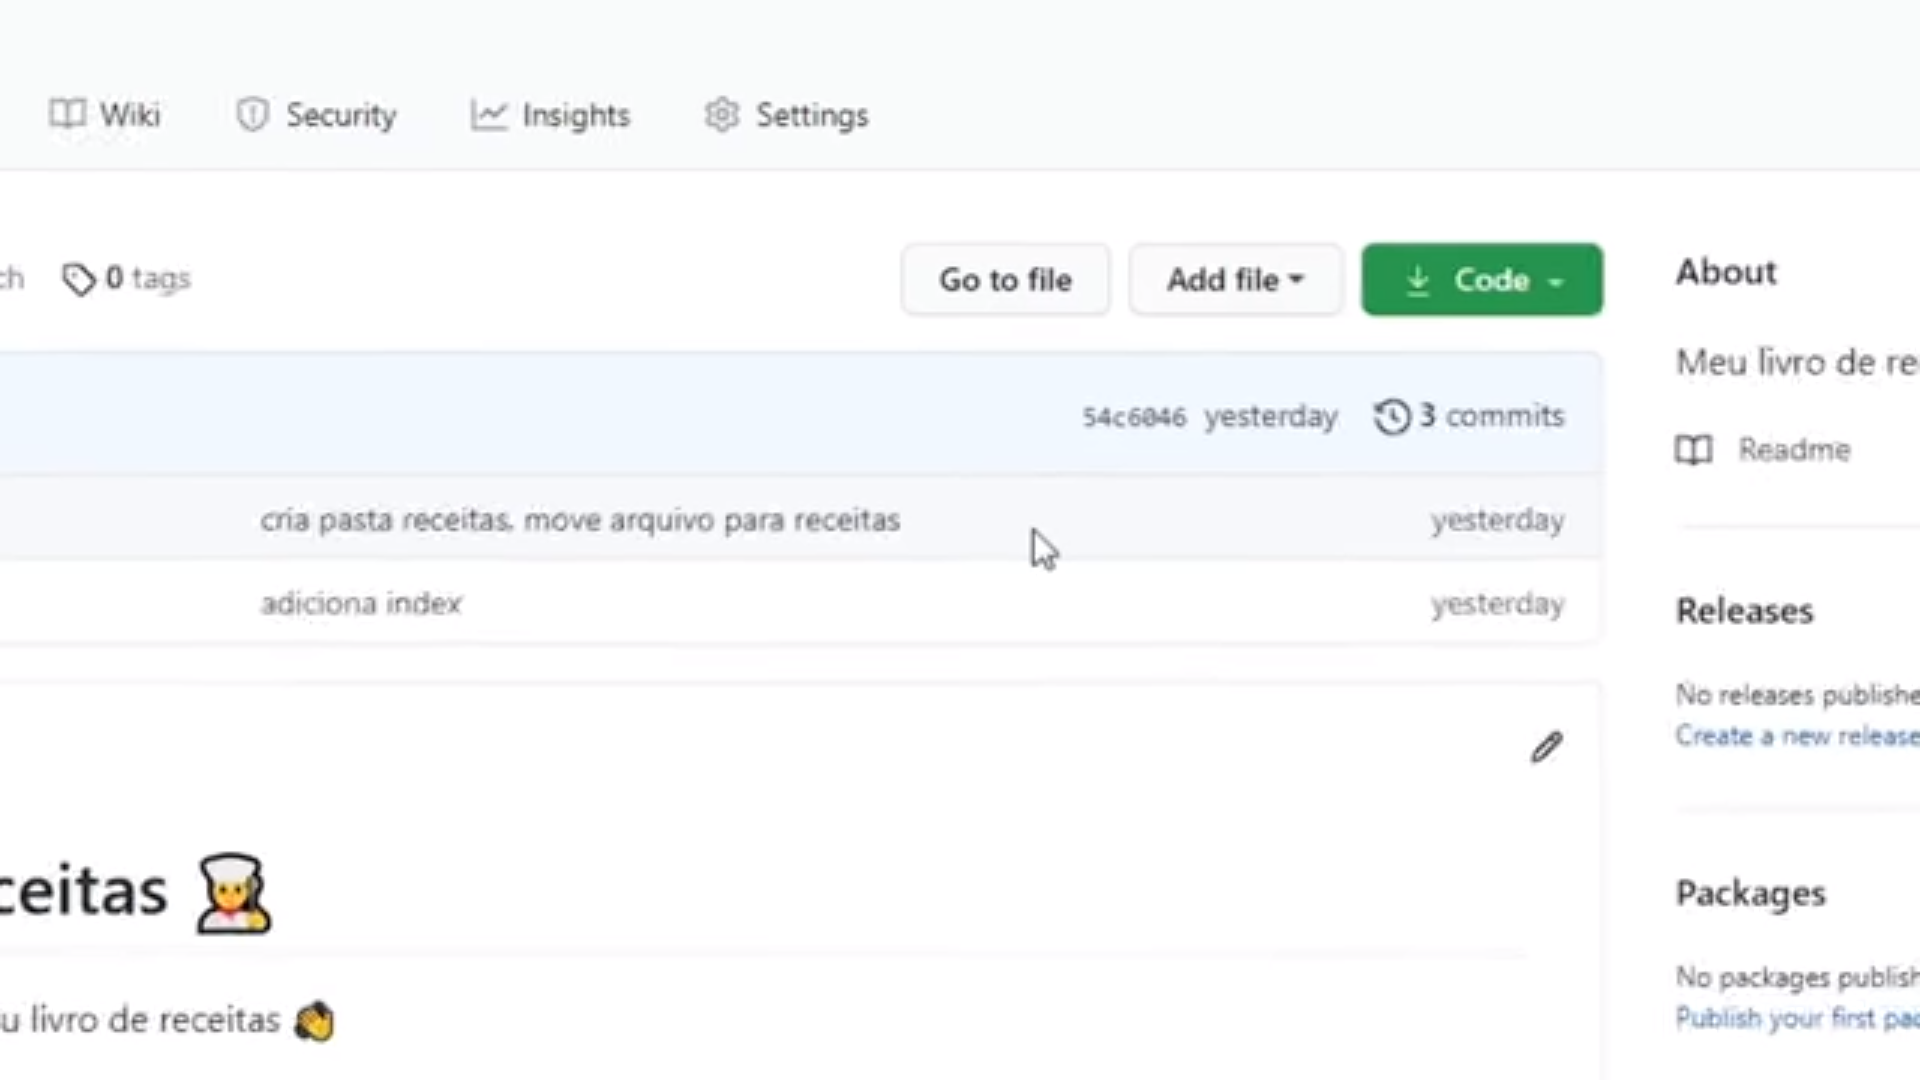 Wiki Security Insights Settings
ch 0 tags Go to file Add file Code
About
Meu livro de re
54c6046 yesterday 3 commits
Readme
cria pasta receitas. move arquivo para receitas yesterday
adiciona index yesterday
Releases
No releases publishe
Create a new release
ceitas
Packages
No packages publish
Publish your first pac
u livro de receitas